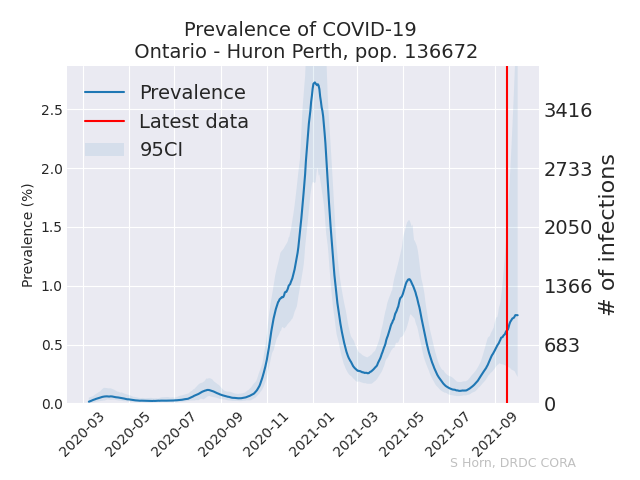 Prevalence of COVID-19
Ontario - Huron Perth, pop. 136672
Prevalence
Latest data
95CI
Prevalence (%)
2.5
2.0
1.5
1.0
0.5
0.0
3416
2733
2050
1366
683
0
# of infections
2020-03
2020-05
2020-07
2020-09
2020-11
2021-01
2021-03
2021-05
2021-07
2021-09
S Horn, DRDC CORA